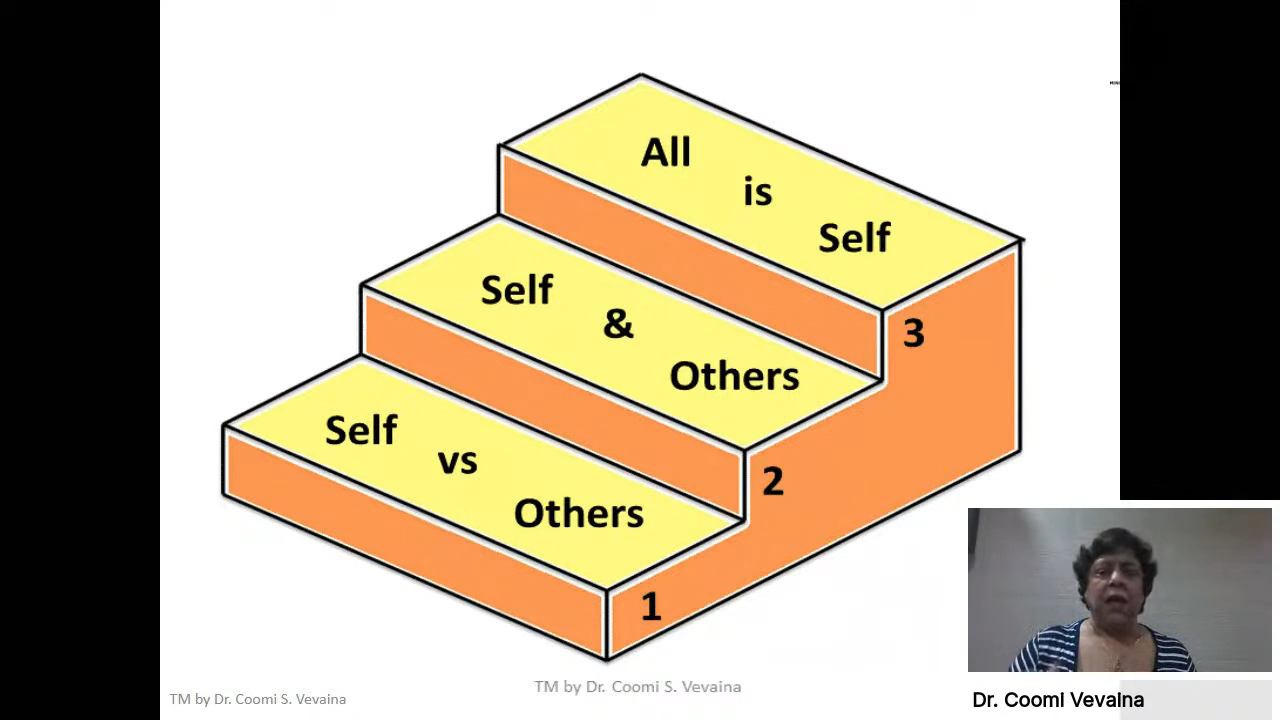 All
is
Self
3
Self
&
Others
2
Self
vs
Others
1
TM by Dr. Coomi S. Vevaina
TM by Dr. Coomi S. Vevaina
Dr. Coomi Vevaina